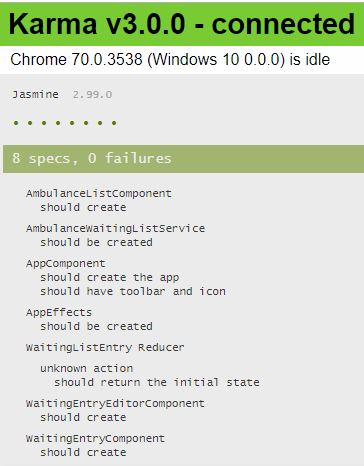 Karma v3.0.0 - connected
Chrome 70.0.3538 (Windows 10 0.0.0) is idle
Jasmine 2.99.0
8 specs, 0 failures
AmbulanceListComponent
should create
AmbulanceWaitingListService
should be created
AppComponent
should create the app
should have toolbar and icon
AppEffects
should be created
WaitingListEntry Reducer
unknown action
should return the initial state
WaitingEntryEditorComponent
should create
WaitingEntryComponent
should create